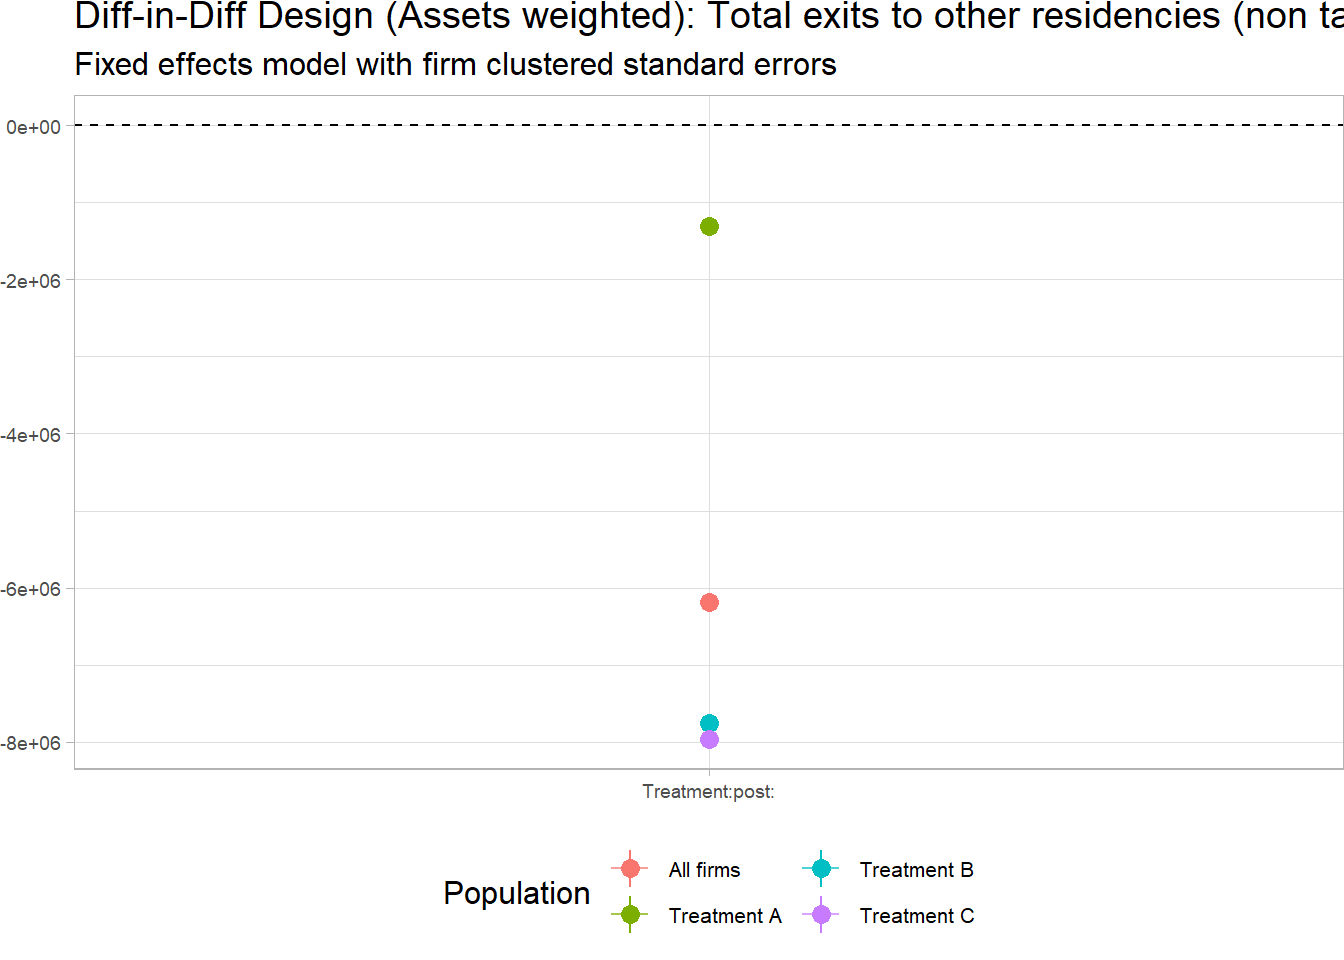 Diff-in-Diff Design (Assets weighted): Total exits to other residencies (non ta
Fixed effects model with firm clustered standard errors
0e+00
-2e+06
-4e+06
-6e+06
-8e+06
Treatment:post:
Population
All firms
Treatment B
Treatment A
Treatment C